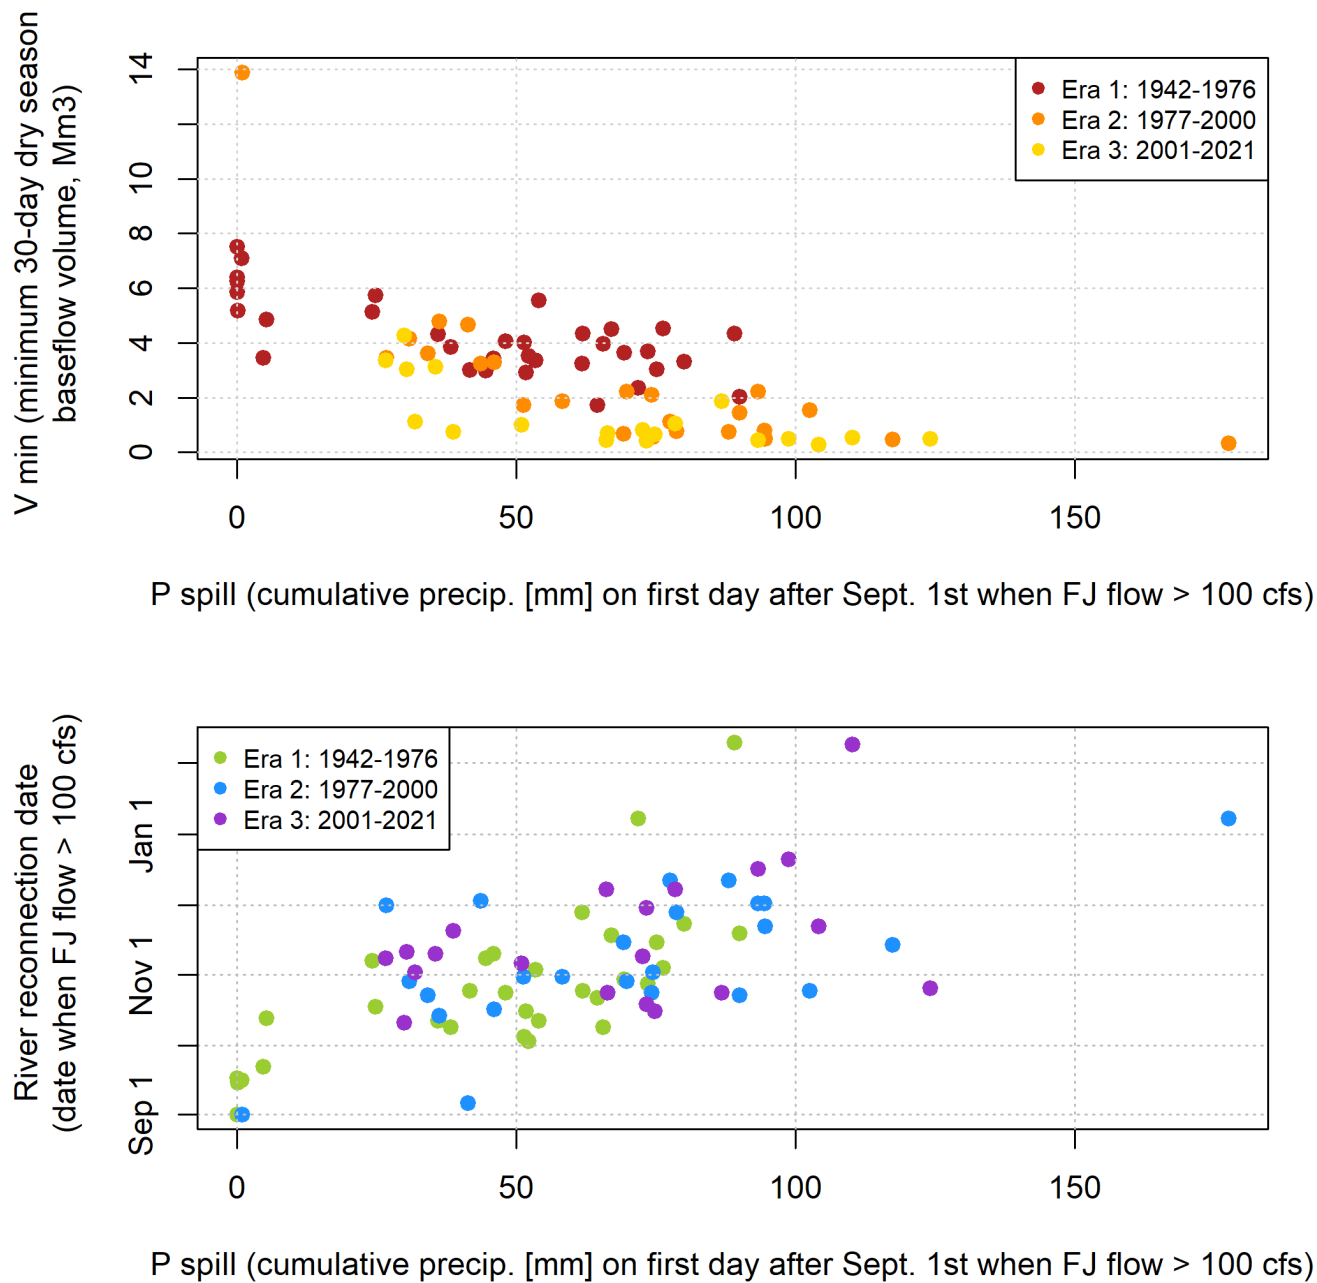 V min (minimum 30-day dry season
baseflow volume, Mm3)
14
10
8
6
4
2
0
Era 1: 1942-1976
Era 2: 1977-2000
Era 3: 2001-2021
0 50 100 150
P spill (cumulative precip. [mm] on first day after Sept. 1st when FJ flow > 100 cfs)
River reconnection date
(date when FJ flow > 100 cfs)
Jan 1
Nov 1
Sep 1
Era 1: 1942-1976
Era 2: 1977-2000
Era 3: 2001-2021
0 50 100 150
P spill (cumulative precip. [mm] on first day after Sept. 1st when FJ flow > 100 cfs)